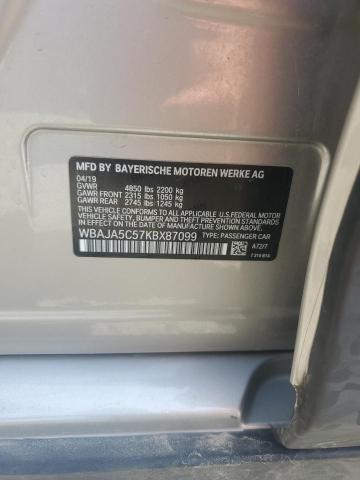 MFD BY BAYERISCHE MOTOREN WERKE AG
04/19
GVWR 4850 lbs 2200 kg
GAWR FRONT 2315 lbs 1050 kg
GAWR REAR 2745 lbs 1245 kg
THIS VEHICLE CONFORMS TO ALL APPLICABLE U.S.FEDERAL MOTOR
VEHICLE SAFETY, BUMPER AND THEFT PREVENTION STANDARDS
IN EFFECT ON THE DATE OF MANUFACTURE SHOWN ABOVE.
WBAJA5C57KBX87099 TYPE: PASSENGER CAR
A72/7